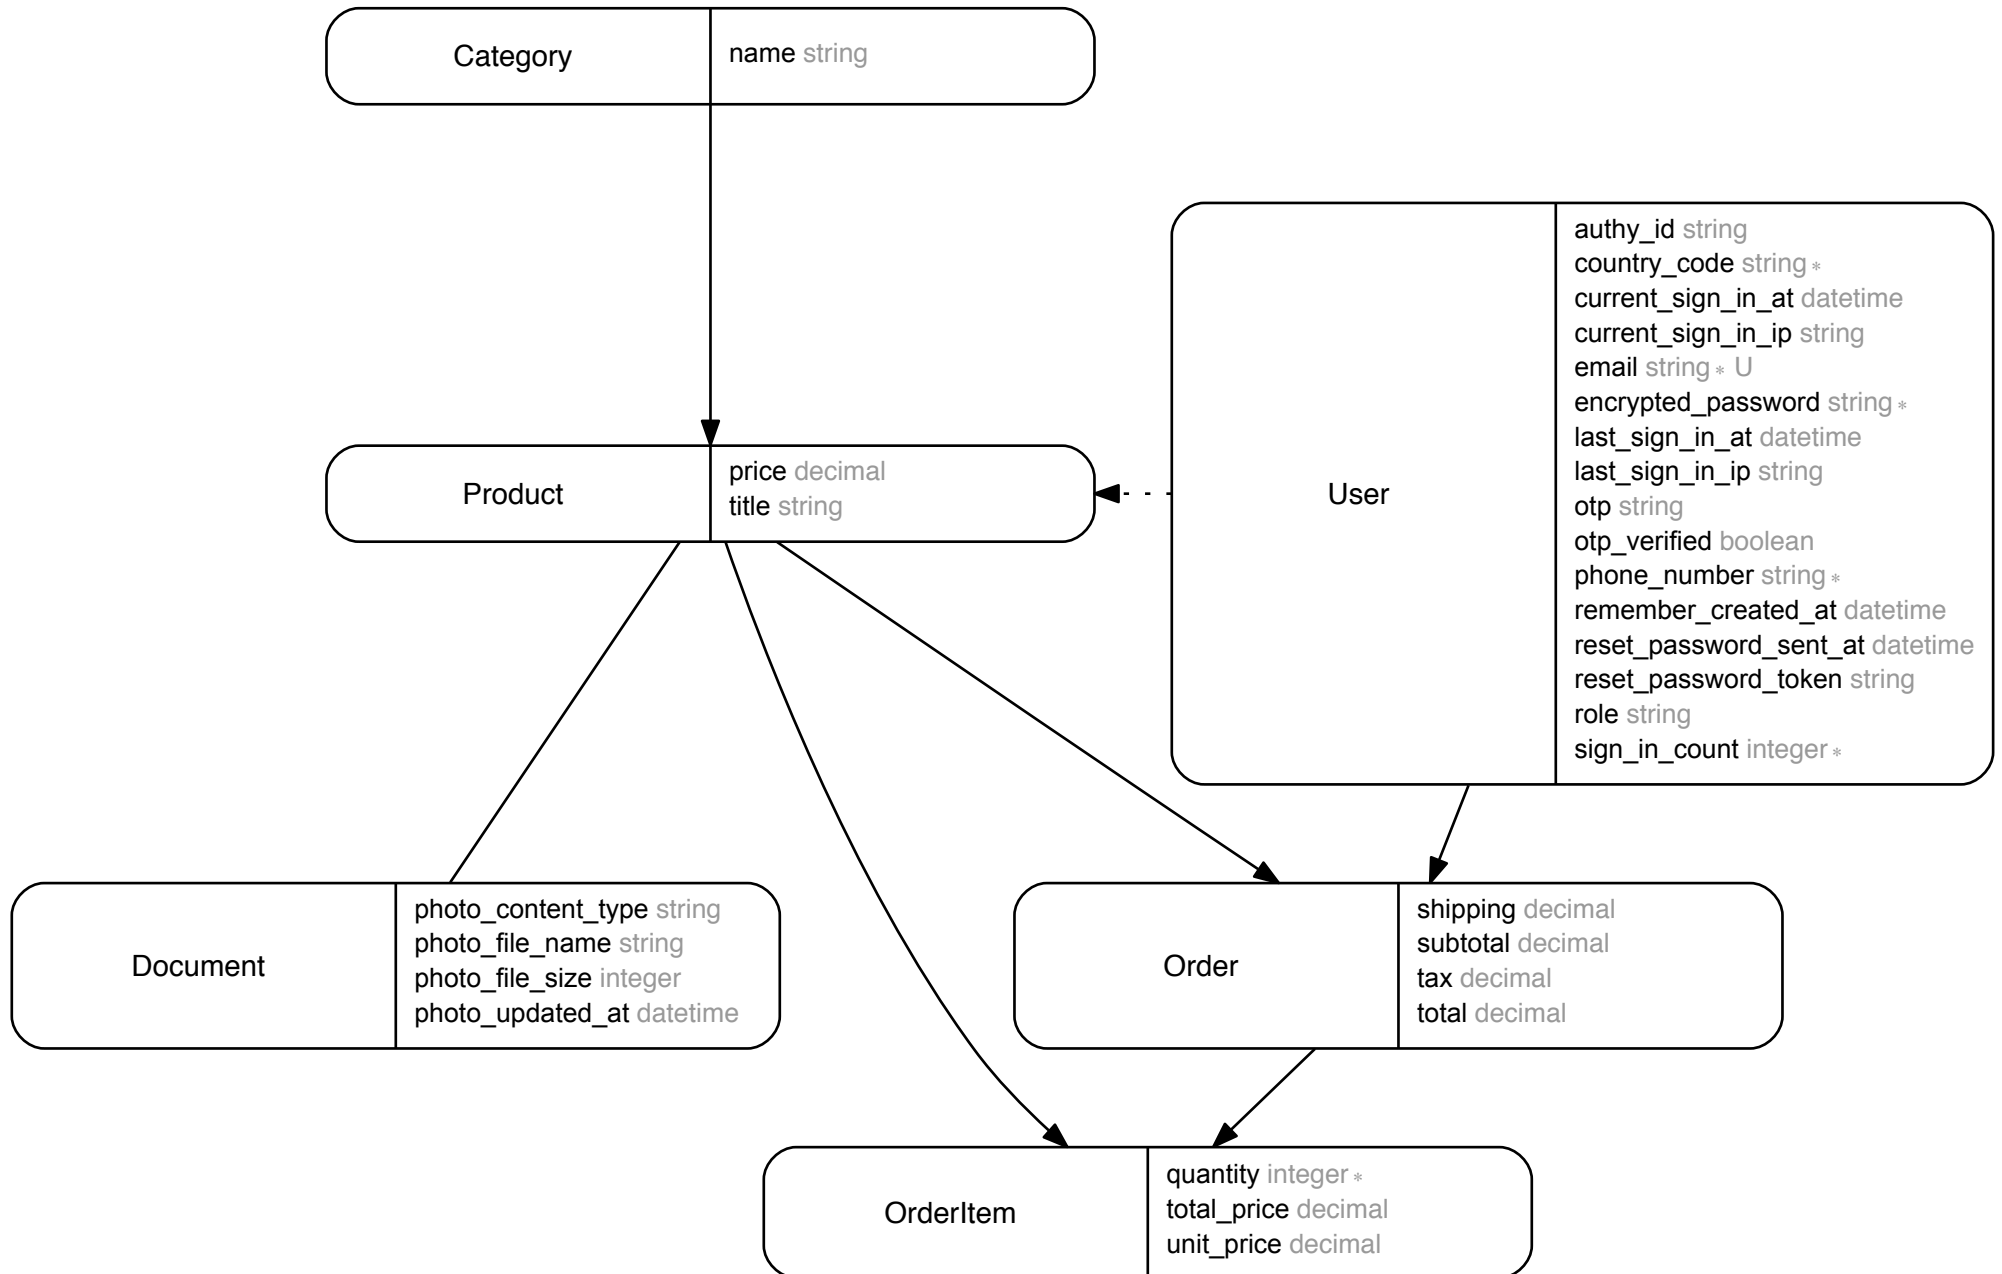 Category
name string
User
authy_id string
country_code string *
current_sign_in_at datetime
current_sign_in_ip string
email string * U
encrypted_password string *
last_sign_in_at datetime
last_sign_in_ip string
otp string
otp_verified boolean
phone_number string *
remember_created_at datetime
reset_password_sent_at datetime
reset_password_token string
role string
sign_in_count integer *
Product
price decimal
title string
Document
photo_content_type string
photo_file_name string
photo_file_size integer
photo_updated_at datetime
Order
shipping decimal
subtotal decimal
tax decimal
total decimal
OrderItem
quantity integer *
total_price decimal
unit_price decimal